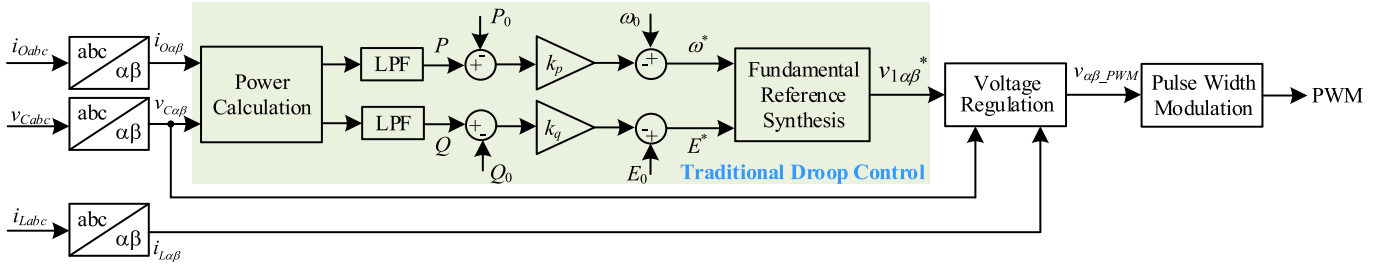 i_Oabc
abc
αβ
i_Oαβ
v_Cabc
abc
αβ
v_Cαβ
i_Labc
abc
αβ
i_Lαβ
Power
Calculation
LPF
LPF
P
Q
P_0
+ -
Q_0
+ -
k_p
k_q
ω_0
- +
ω^*
E_0
- +
E^*
Fundamental
Reference
Synthesis
Traditional Droop Control
v_1αβ^*
Voltage
Regulation
v_αβ_PWM
Pulse Width
Modulation
PWM